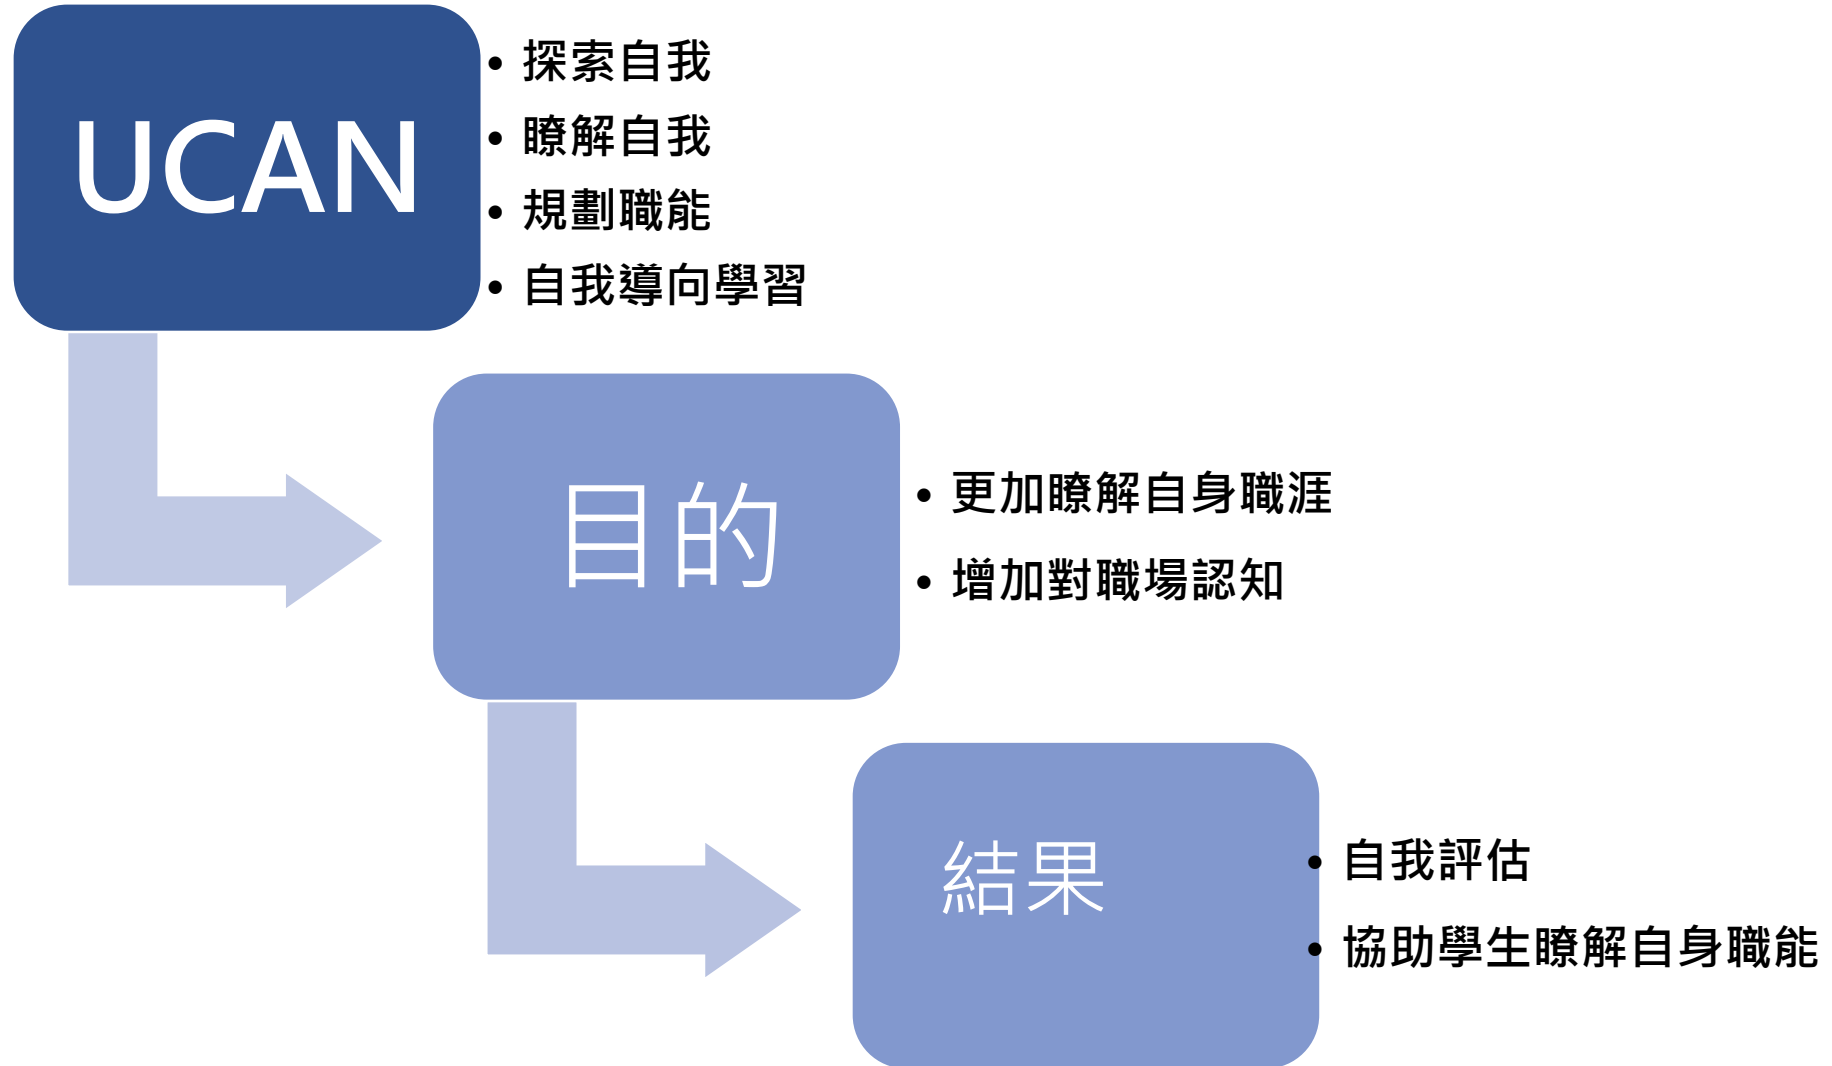 UCAN
• 探索自我
• 瞭解自我
• 規劃職能
• 自我導向學習
目的
• 更加瞭解自身職涯
• 增加對職場認知
結果
• 自我評估
• 協助學生瞭解自身職能